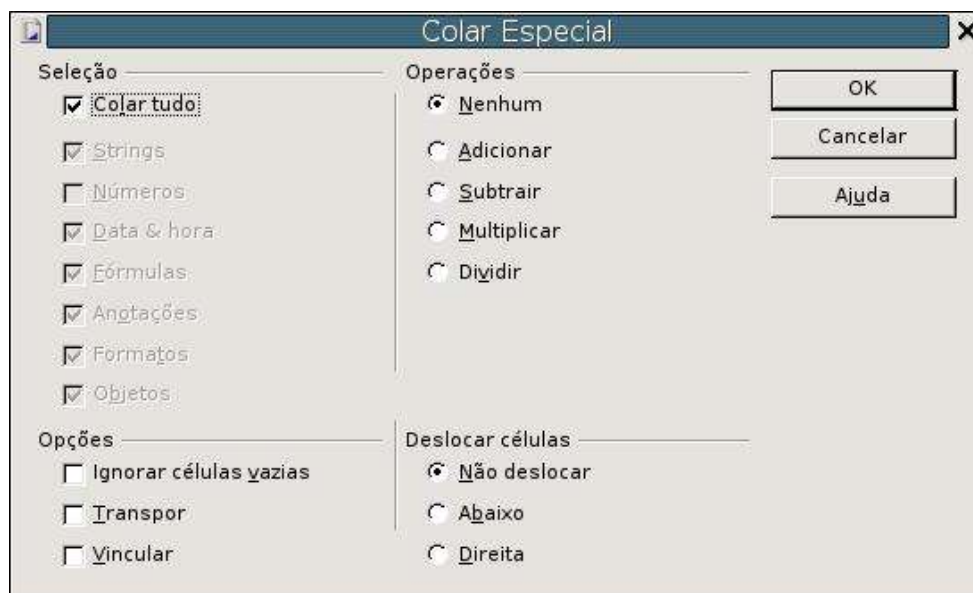 Colar Especial
Seleção
Colar tudo
Strings
Números
Data & hora
Fórmulas
Anotações
Formatos
Objetos
Operações
Nenhum
Adicionar
Subtrair
Multiplicar
Dividir
OK
Cancelar
Ajuda
Opções
Ignorar células vazias
Transpor
Vincular
Deslocar células
Não deslocar
Abaixo
Direita